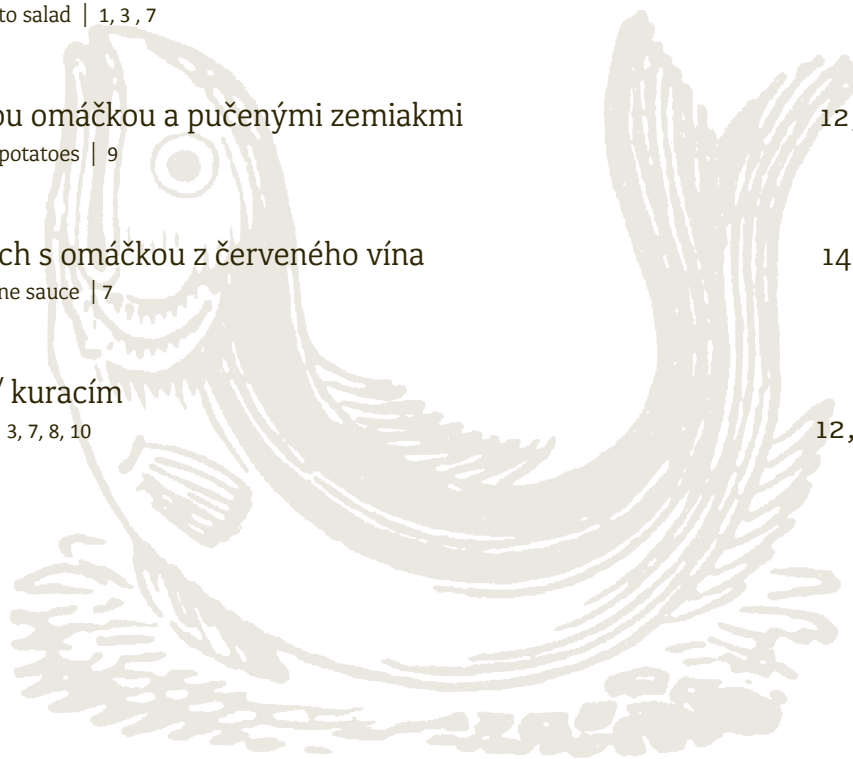 to salad | 1, 3 , 7
ou omáčkou a pučenými zemiakmi 12,
potatoes | 9
ch s omáčkou z červeného vína 14
ne sauce | 7
/ kuracím
3, 7, 8, 10 12,